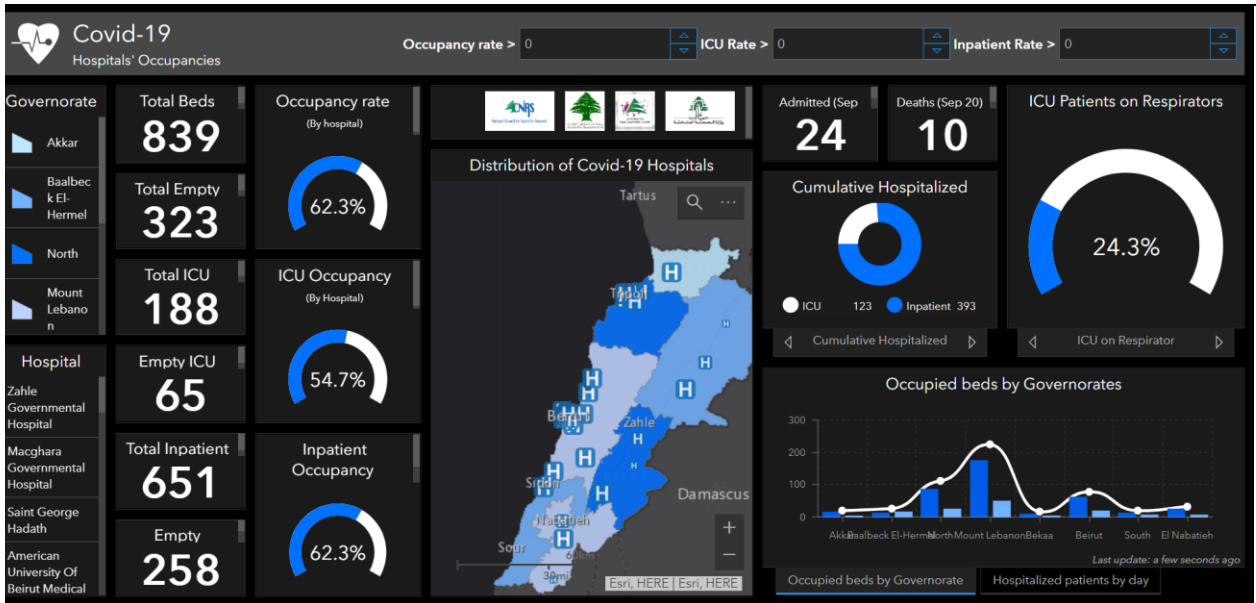 Covid-19
Hospitals' Occupancies
Occupancy rate > 0
ICU Rate > 0
Inpatient Rate > 0
Governorate
Akkar
Baalbec
k El-
Hermel
North
Mount
Lebano
n
Hospital
Zahle
Governmental
Hospital
Macghara
Governmental
Hospital
Saint George
Hadath
American
University Of
Beirut Medical
Total Beds
839
Total Empty
323
Total ICU
188
Empty ICU
65
Total Inpatient
651
Empty
258
Occupancy rate
(By hospital)
62.3%
ICU Occupancy
(By Hospital)
54.7%
Inpatient
Occupancy
62.3%
CNRS
Distribution of Covid-19 Hospitals
Tartus
Tripoli
H
H
H
H
H
H
Beirut
Zahle
H
H
H
H
Sidon
H
Damascus
Nabatieh
H
Sour
60km
30mi
+
−
Esri, HERE | Esri, HERE
Admitted (Sep
24
Deaths (Sep 20)
10
Cumulative Hospitalized
ICU 123
Inpatient 393
Cumulative Hospitalized
ICU Patients on Respirators
24.3%
ICU on Respirator
Occupied beds by Governorates
300
200
100
0
Akkar
Baalbeck El-Hermel
North
Mount Lebanon
Bekaa
Beirut
South
El Nabatieh
Last update: a few seconds ago
Occupied beds by Governorate
Hospitalized patients by day